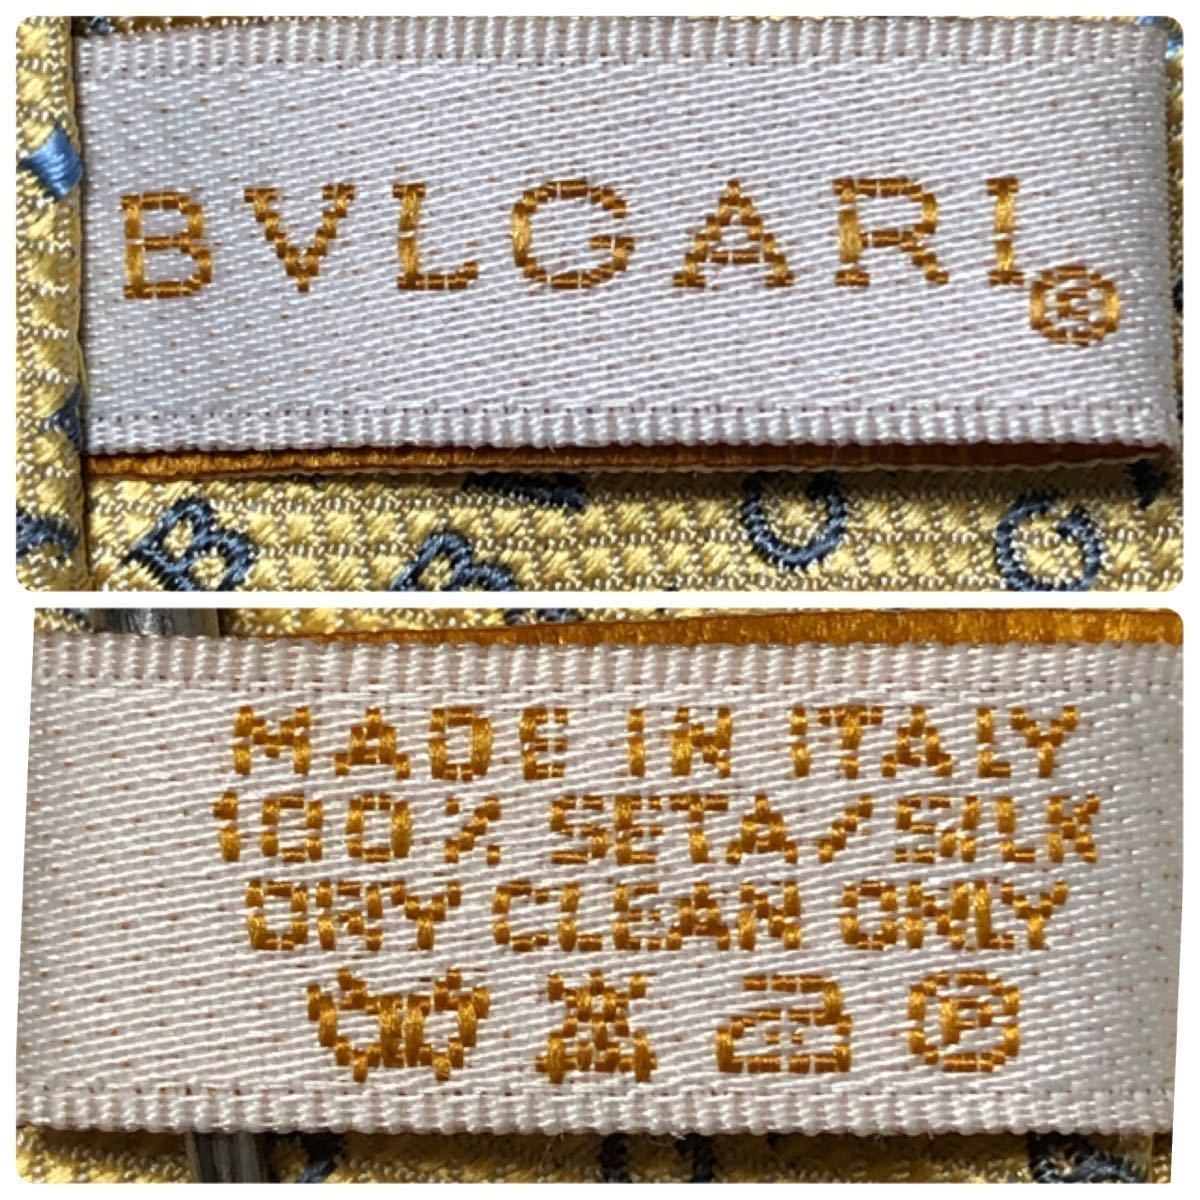 BVLGARI®
B B C C
MADE IN ITALY
100% SETA/SILK
DRY CLEAN ONLY
P